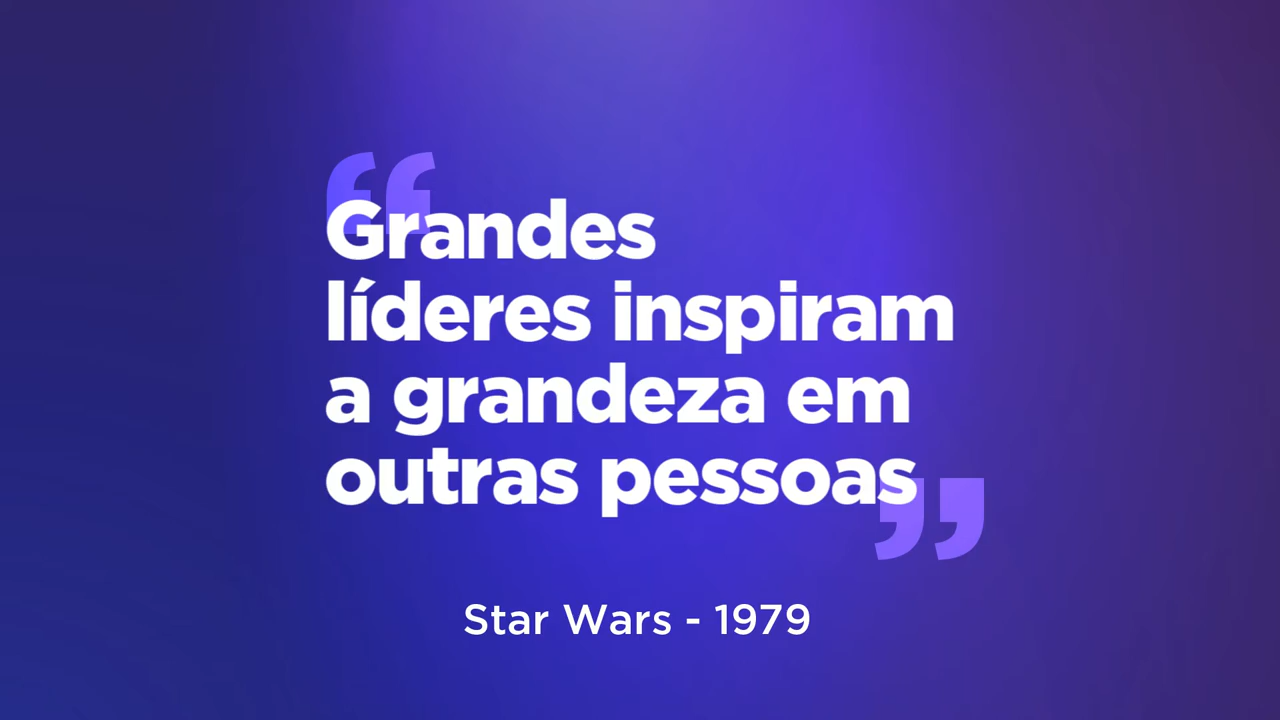 “Grandes
líderes inspiram
a grandeza em
outras pessoas”
Star Wars - 1979